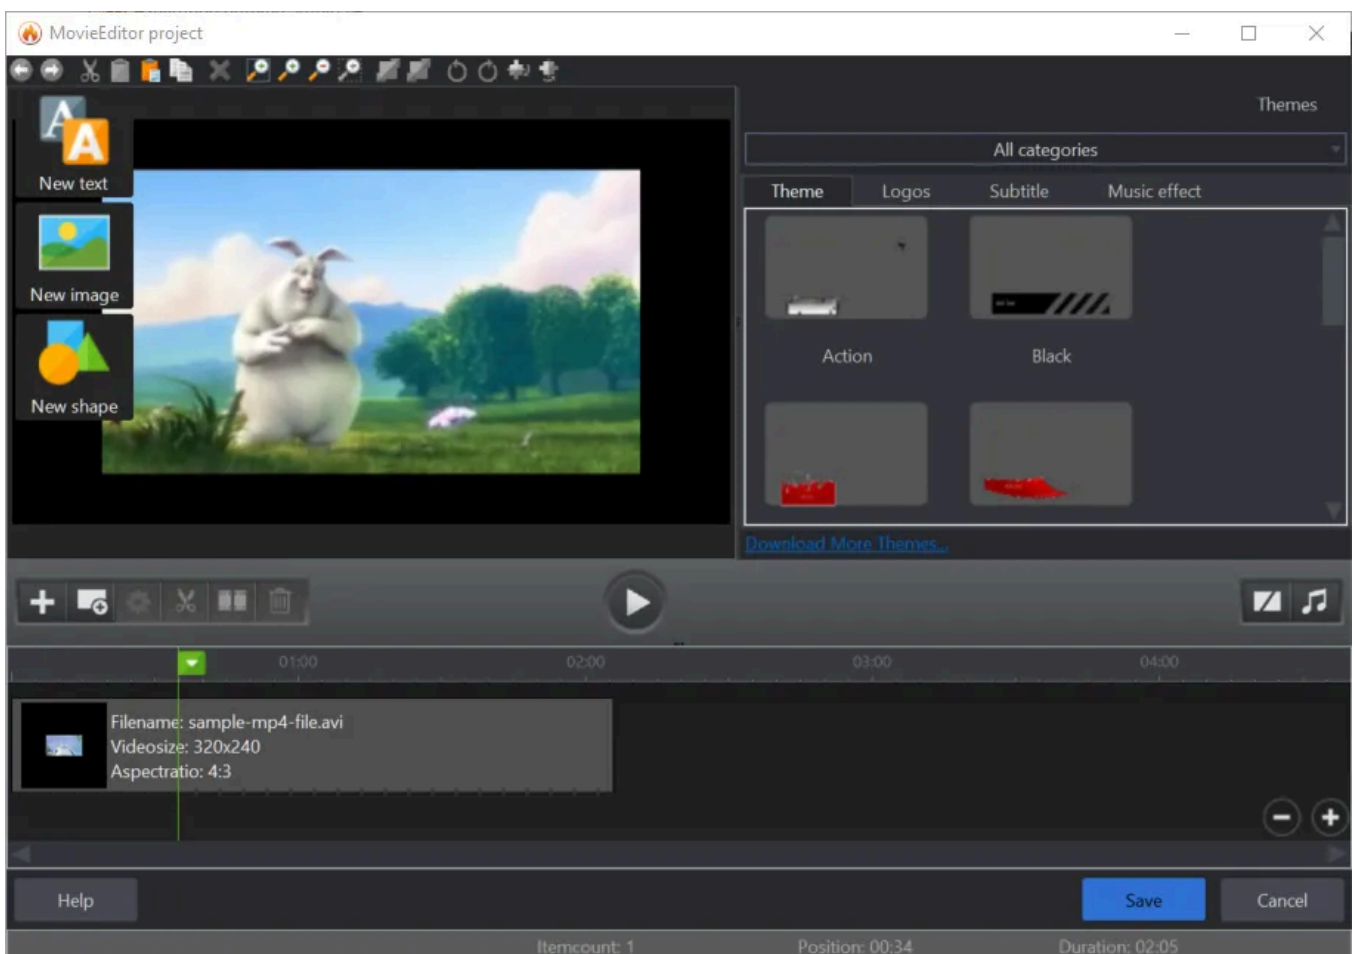 MovieEditor project
New text
New image
New shape
Themes
All categories
Theme Logos Subtitle Music effect
Action Black
Download More Themes...
01:00 02:00 03:00 04:00
Filename: sample-mp4-file.avi
Videosize: 320x240
Aspectratio: 4:3
Help Save Cancel
Itemcount: 1 Position: 00:34 Duration: 02:05